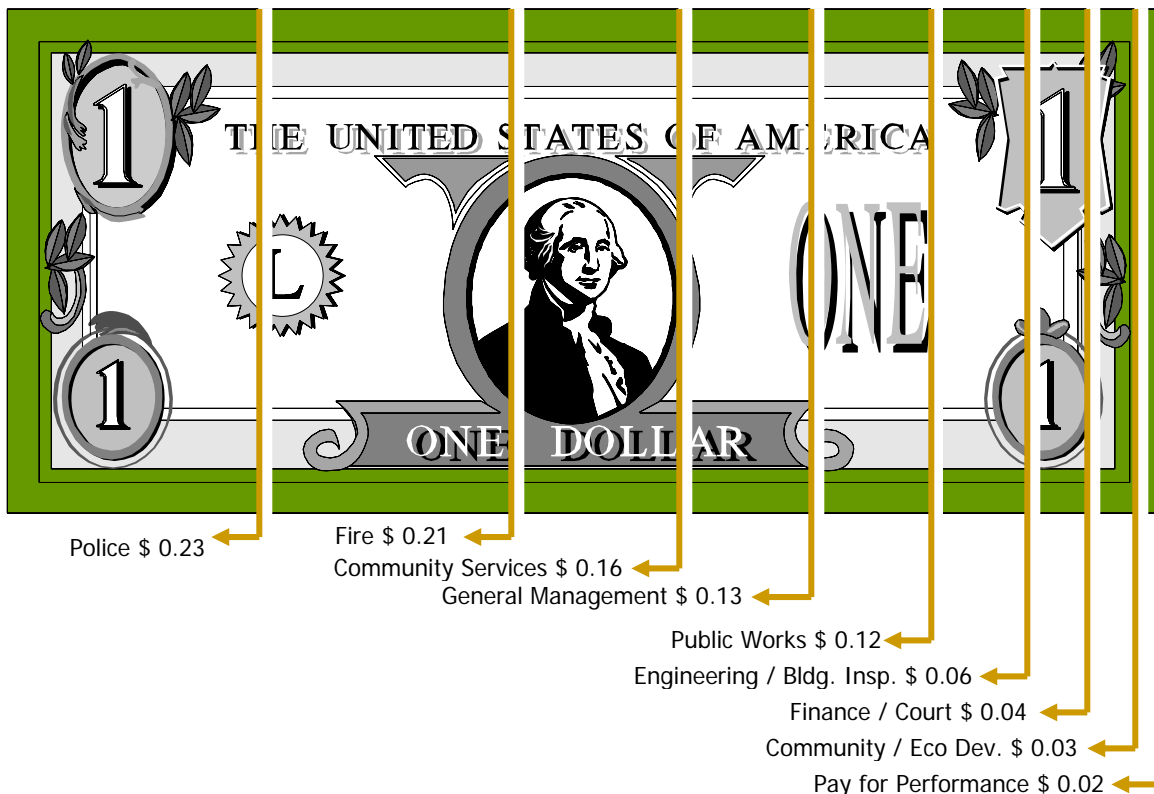 1 1
THE UNITED STATES OF AMERICA
L ONE
1 1
ONE DOLLAR
Police $ 0.23
Fire $ 0.21
Community Services $ 0.16
General Management $ 0.13
Public Works $ 0.12
Engineering / Bldg. Insp. $ 0.06
Finance / Court $ 0.04
Community / Eco Dev. $ 0.03
Pay for Performance $ 0.02